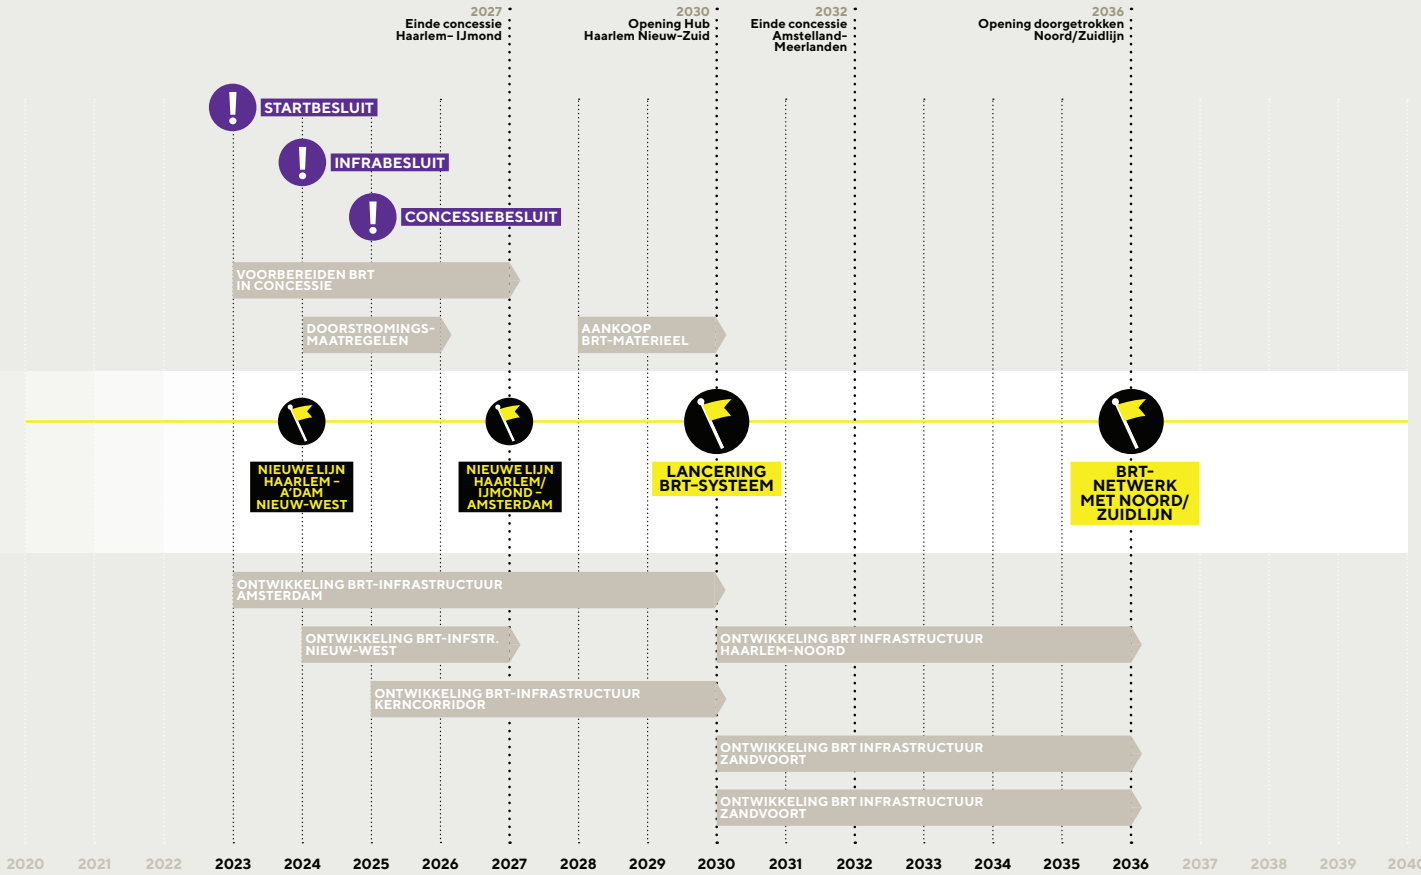 2027
Einde concessie
Haarlem– IJmond
2030
Opening Hub
Haarlem Nieuw-Zuid
2032
Einde concessie
Amstelland-
Meerlanden
2036
Opening doorgetrokken
Noord/Zuidlijn
STARTBESLUIT
INFRABESLUIT
CONCESSIEBESLUIT
VOORBEREIDEN BRT
IN CONCESSIE
DOORSTROMINGS-
MAATREGELEN
AANKOOP
BRT-MATERIEEL
NIEUWE LIJN
HAARLEM –
A'DAM
NIEUW-WEST
NIEUWE LIJN
HAARLEM/
IJMOND –
AMSTERDAM
LANCERING
BRT-SYSTEEM
BRT-
NETWERK
MET NOORD/
ZUIDLIJN
ONTWIKKELING BRT-INFRASTRUCTUUR
AMSTERDAM
ONTWIKKELING BRT-INFSTR.
NIEUW-WEST
ONTWIKKELING BRT INFRASTRUCTUUR
HAARLEM-NOORD
ONTWIKKELING BRT-INFRASTRUCTUUR
KERNCORRIDOR
ONTWIKKELING BRT INFRASTRUCTUUR
ZANDVOORT
ONTWIKKELING BRT INFRASTRUCTUUR
ZANDVOORT
2020 2021 2022 2023 2024 2025 2026 2027 2028 2029 2030 2031 2032 2033 2034 2035 2036 2037 2038 2039 2040